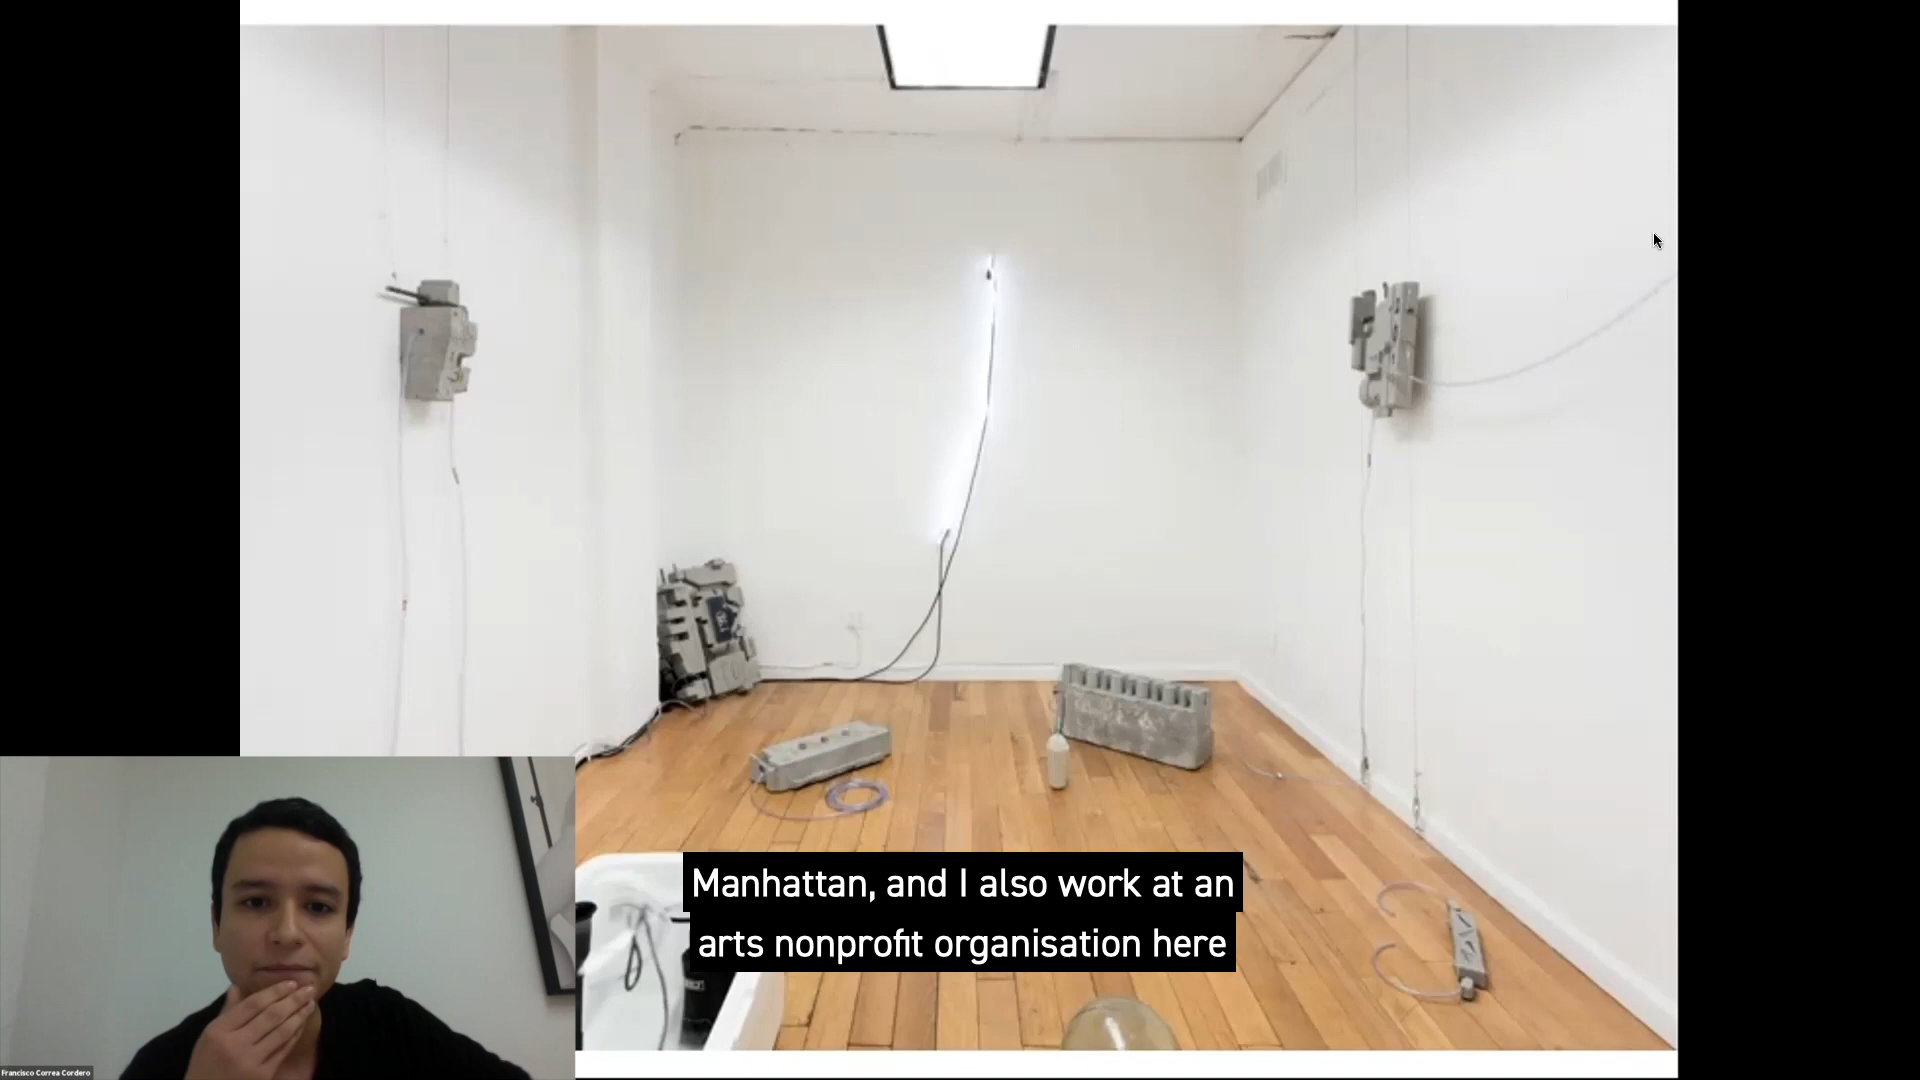 Manhattan, and I also work at an
arts nonprofit organisation here
Francisco Correa Cordero